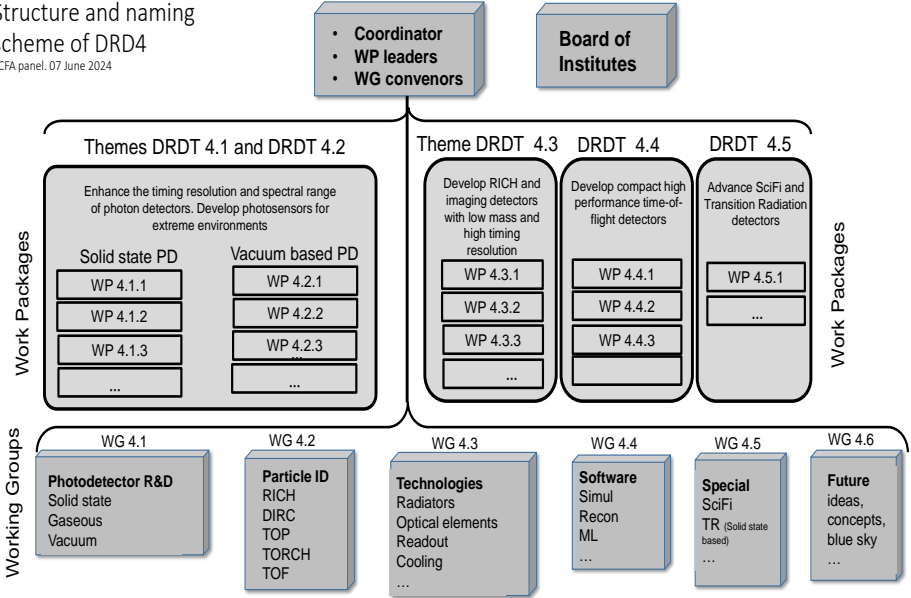 Structure and naming
scheme of DRD4
CFA panel. 07 June 2024
• Coordinator
• WP leaders
• WG convenors
Board of
Institutes
Themes DRDT 4.1 and DRDT 4.2
Theme DRDT 4.3
DRDT 4.4
DRDT 4.5
Work Packages
Enhance the timing resolution and spectral range
of photon detectors. Develop photosensors for
extreme environments
Solid state PD
WP 4.1.1
WP 4.1.2
WP 4.1.3
...
Vacuum based PD
WP 4.2.1
WP 4.2.2
WP 4.2.3
...
...
Develop RICH and
imaging detectors
with low mass and
high timing
resolution
WP 4.3.1
WP 4.3.2
WP 4.3.3
...
Develop compact high
performance time-of-
flight detectors
WP 4.4.1
WP 4.4.2
WP 4.4.3
Advance SciFi and
Transition Radiation
detectors
WP 4.5.1
...
Work Packages
Working Groups
WG 4.1
Photodetector R&D
Solid state
Gaseous
Vacuum
WG 4.2
Particle ID
RICH
DIRC
TOP
TORCH
TOF
WG 4.3
Technologies
Radiators
Optical elements
Readout
Cooling
...
WG 4.4
Software
Simul
Recon
ML
...
WG 4.5
Special
SciFi
TR (Solid state
based)
...
WG 4.6
Future
ideas,
concepts,
blue sky
...